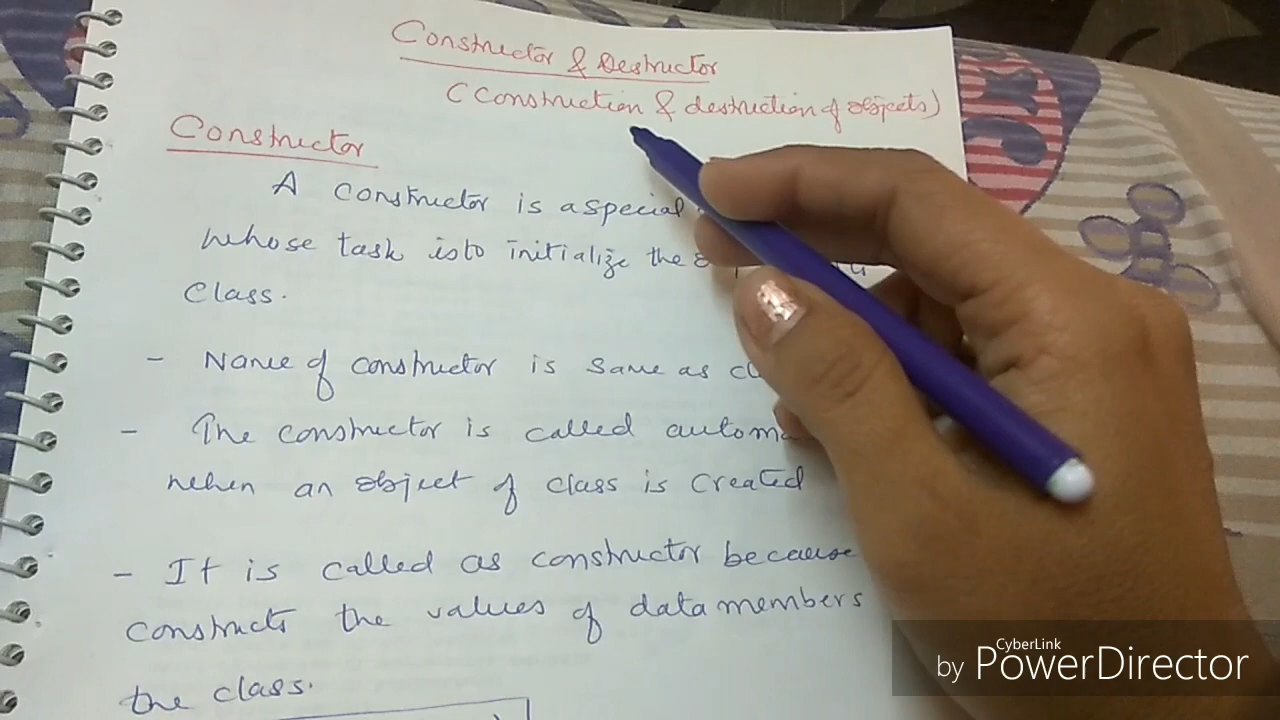 Constructor & Destructor
(Construction & destruction of objects)
Constructor
A constructor is a special
whose task is to initialize the
class.
- Name of constructor is same as
- The constructor is called
when an object of class is created
- It is called as constructor because
constructs the values of data members
the class.
CyberLink
by PowerDirector